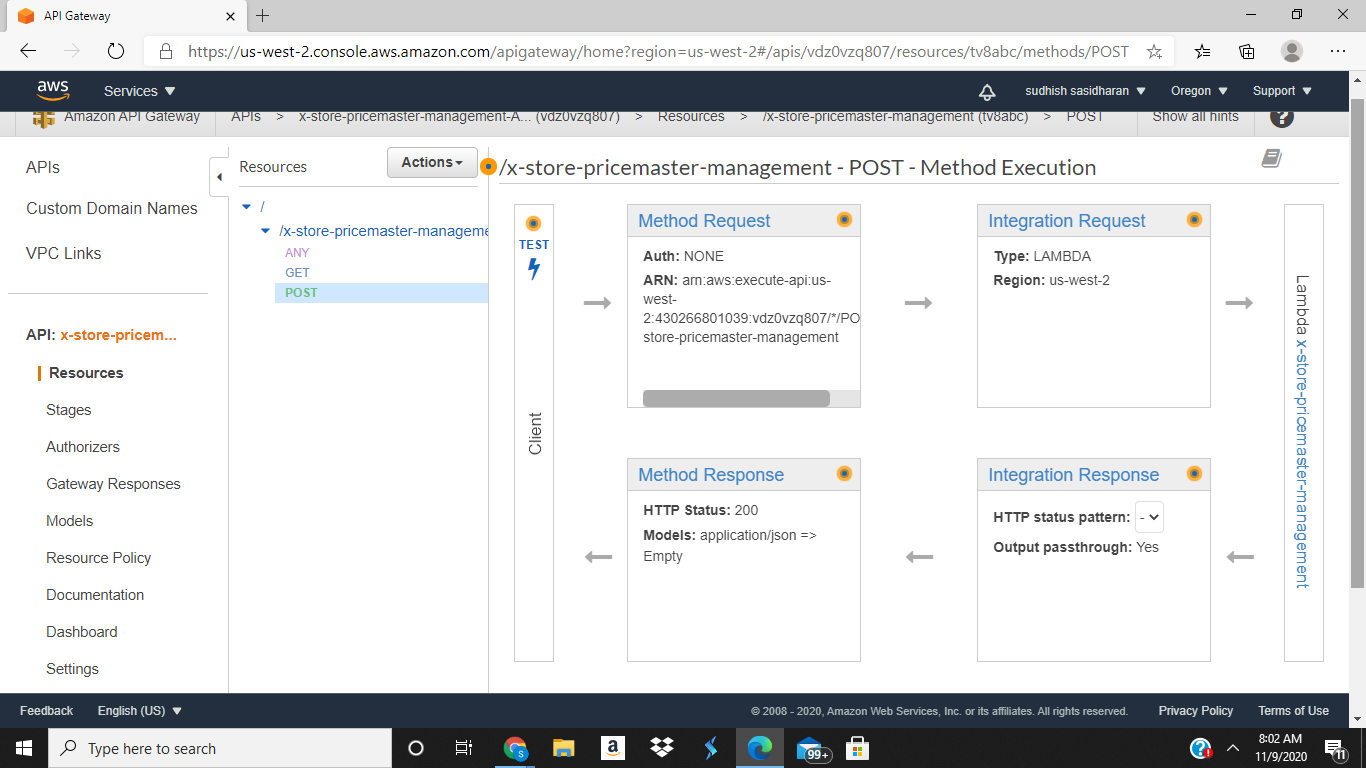 API Gateway
https://us-west-2.console.aws.amazon.com/apigateway/home?region=us-west-2#/apis/vdz0vzq807/resources/tv8abc/methods/POST
aws
Services
sudhish sasidharan
Oregon
Support
Amazon API Gateway
APIs > x-store-pricemaster-management-A... (vdz0vzq807) > Resources > /x-store-pricemaster-management (tv8abc) > POST
Show all hints
?
APIs
Custom Domain Names
VPC Links
API: x-store-pricem...
Resources
Stages
Authorizers
Gateway Responses
Models
Resource Policy
Documentation
Dashboard
Settings
Resources
Actions
/
/x-store-pricemaster-manageme
ANY
GET
POST
/x-store-pricemaster-management - POST - Method Execution
TEST
Client
Method Request
Auth: NONE
ARN: arn:aws:execute-api:us-
west-
2:430266801039:vdz0vzq807/*/PO
store-pricemaster-management
Integration Request
Type: LAMBDA
Region: us-west-2
Lambda x-store-pricemaster-management
Method Response
HTTP Status: 200
Models: application/json =>
Empty
Integration Response
HTTP status pattern: -
Output passthrough: Yes
Feedback
English (US)
© 2008 - 2020, Amazon Web Services, Inc. or its affiliates. All rights reserved.
Privacy Policy
Terms of Use
Type here to search
S
a
99+
?
!
8:02 AM
11/9/2020
11